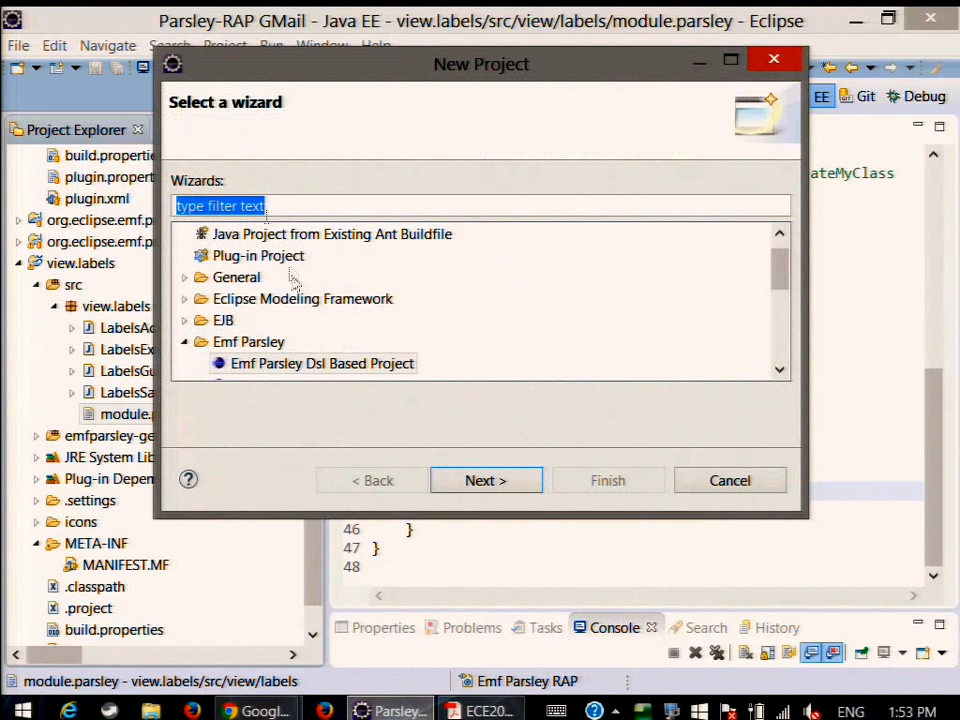 Parsley-RAP GMail - Java EE - view.labels/src/view/labels/module.parsley - Eclipse
File Edit Navigate Search Project Run Window Help
New Project
EE Git Debug
Select a wizard
Project Explorer
build.propertie
plugin.propert
plugin.xml
org.eclipse.emf.p
org.eclipse.emf.p
view.labels
src
view.labels
LabelsAc
LabelsEx
LabelsGu
LabelsSa
module.p
emfparsley-ge
JRE System Lib
Plug-in Depen
.settings
icons
META-INF
MANIFEST.MF
.classpath
.project
build.properties
Wizards:
type filter text
Java Project from Existing Ant Buildfile
Plug-in Project
General
Eclipse Modeling Framework
EJB
Emf Parsley
Emf Parsley Dsl Based Project
< Back Next > Finish Cancel
ateMyClass
46 }
47 }
48
Properties Problems Tasks Console Search History
module.parsley - view.labels/src/view/labels
Emf Parsley RAP
Googl... Parsley... ECE20... ENG 1:53 PM